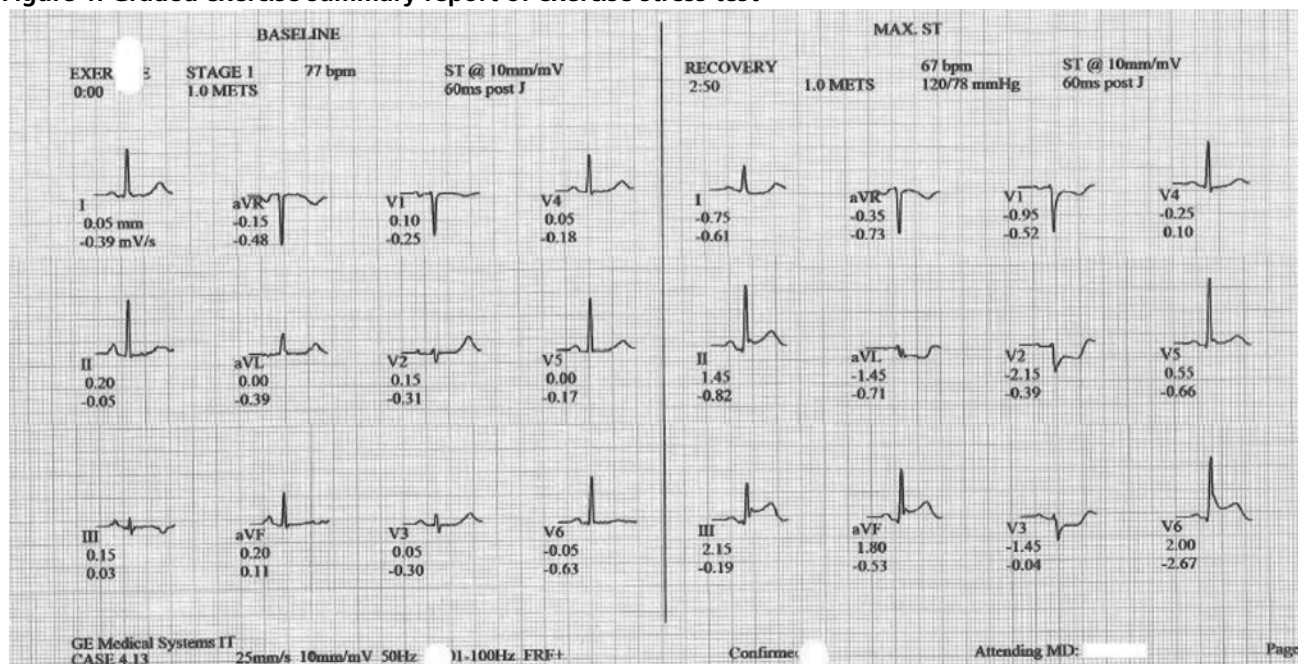 Graded exercise summary report of exercise stress test
BASELINE
MAX. ST
STAGE 1 77 bpm ST @ 10mm/mV
0:00 1.0 METS 60ms post J
RECOVERY 67 bpm ST @ 10mm/mV
2:50 1.0 METS 120/78 mmHg 60ms post J
I aVR V1 V4
0.05 mm -0.15 0.10 0.05
-0.39 mV/s -0.48 -0.25 -0.18
I aVR V1 V4
-0.75 -0.35 -0.95 -0.25
-0.61 -0.73 -0.52 0.10
II aVL V2 V5
0.20 0.00 0.15 0.00
-0.05 -0.39 -0.31 -0.17
II aVL V2 V5
1.45 -1.45 -2.15 0.55
-0.82 -0.71 -0.39 -0.66
III aVF V3 V6
0.15 0.20 0.05 -0.05
0.03 0.11 -0.30 -0.63
III aVF V3 V6
2.15 1.80 -1.45 2.00
-0.19 -0.53 -0.04 -2.67
GE Medical Systems IT
CASE 4.13 25mm/s 10mm/mV 50Hz 01-100Hz FRF+ Attending MD: Page